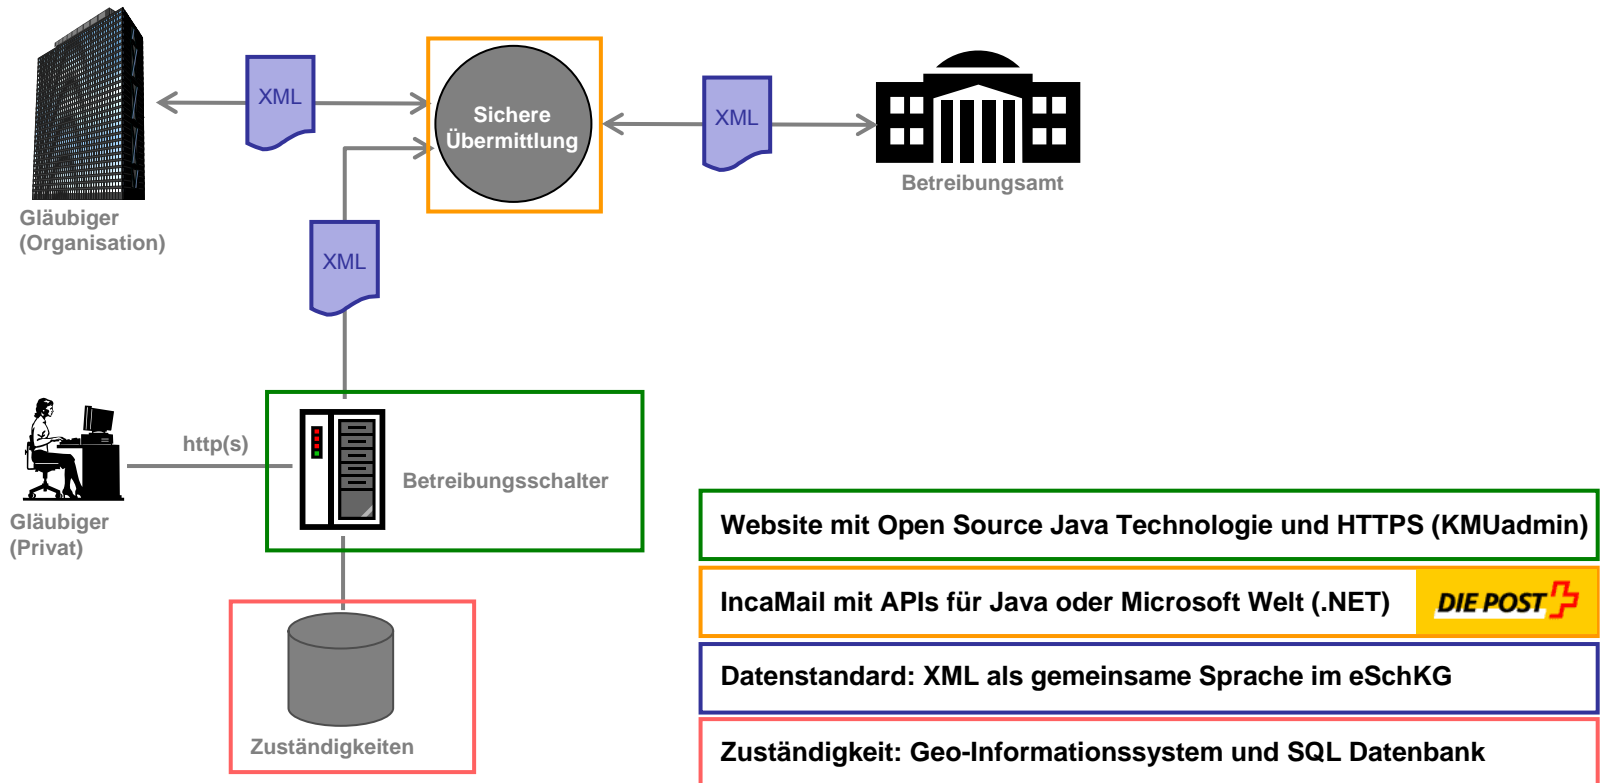 XML
Sichere
Übermittlung
XML
Betreibungsamt
Gläubiger
(Organisation)
XML
http(s)
Betreibungsschalter
Gläubiger
(Privat)
Zuständigkeiten
Website mit Open Source Java Technologie und HTTPS (KMUadmin)
IncaMail mit APIs für Java oder Microsoft Welt (.NET)
DIE POST
Datenstandard: XML als gemeinsame Sprache im eSchKG
Zuständigkeit: Geo-Informationssystem und SQL Datenbank